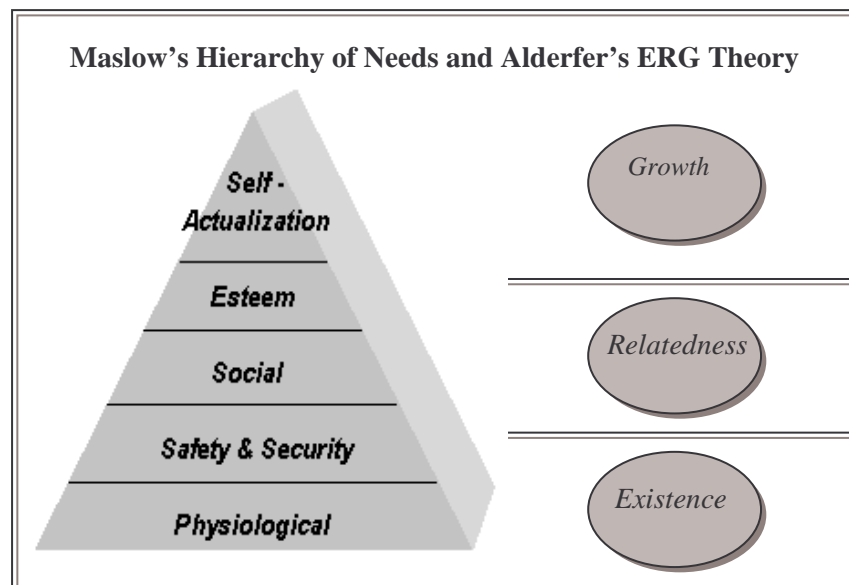 Maslow’s Hierarchy of Needs and Alderfer’s ERG Theory
Self -
Actualization
Esteem
Social
Safety & Security
Physiological
Growth
Relatedness
Existence